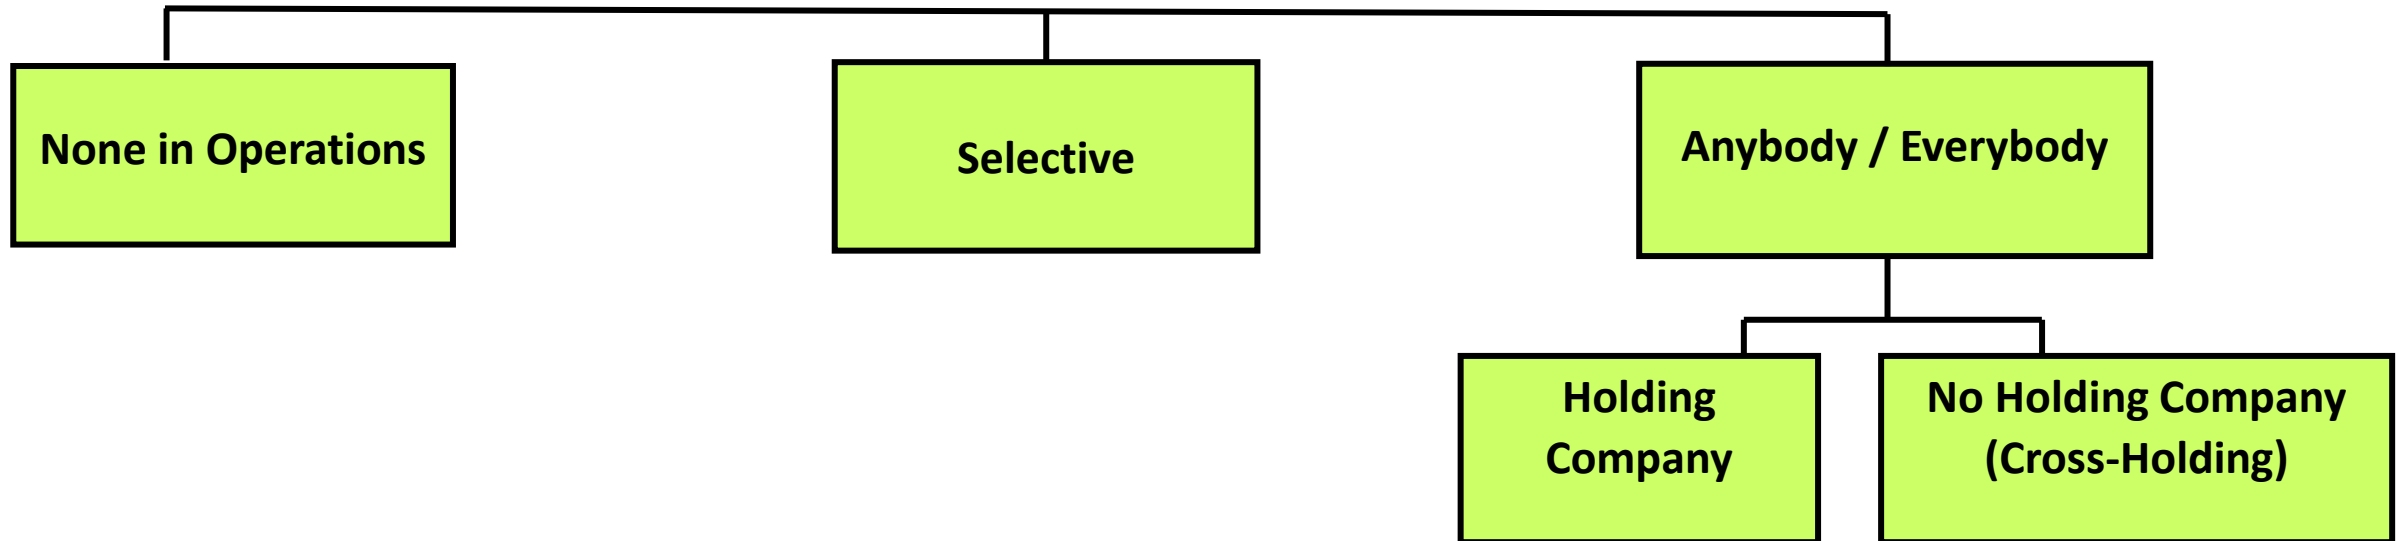 None in Operations
Selective
Anybody / Everybody
Holding
Company
No Holding Company
(Cross-Holding)